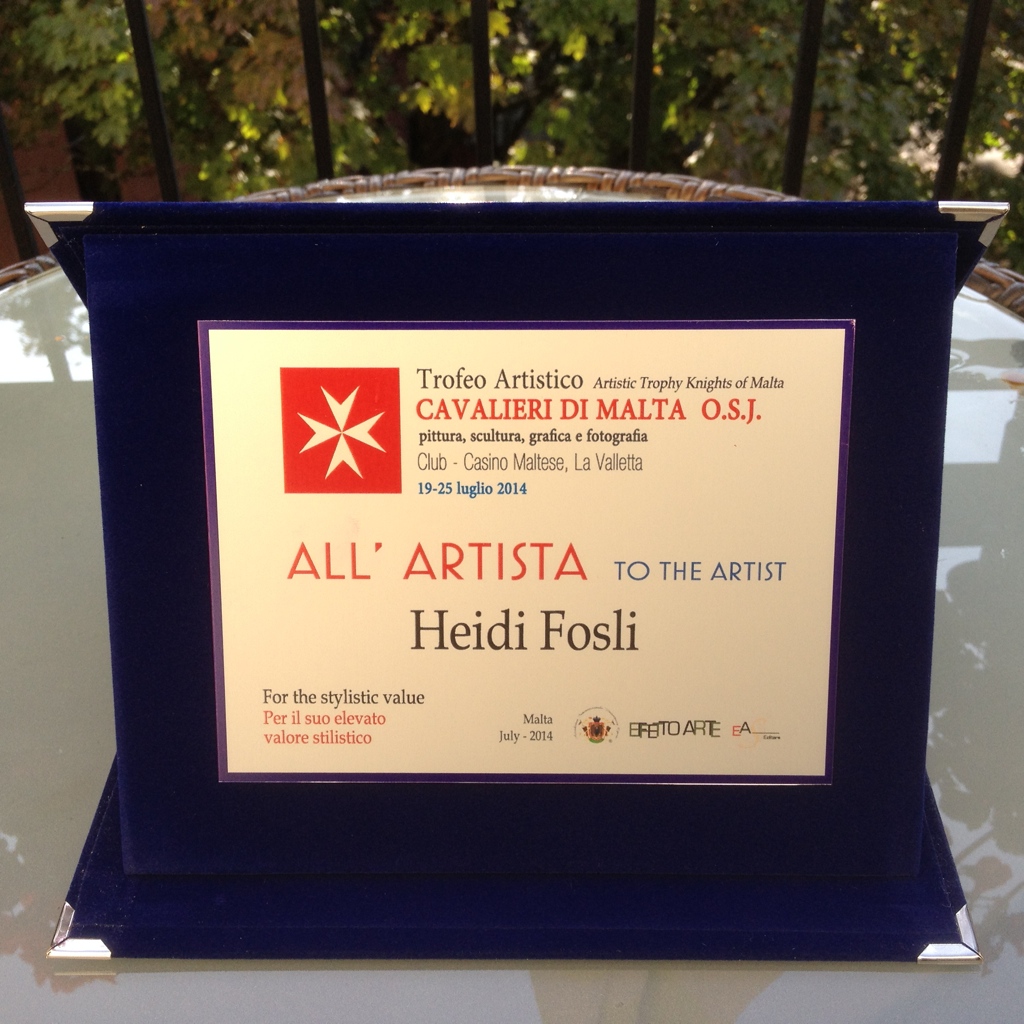 Trofeo Artistico Artistic Trophy Knights of Malta
CAVALIERI DI MALTA O.S.J.
pittura, scultura, grafica e fotografia
Club - Casino Maltese, La Valletta
19-25 luglio 2014
ALL' ARTISTA TO THE ARTIST
Heidi Fosli
For the stylistic value
Per il suo elevato
valore stilistico
Malta
July - 2014
EFFETTO ARTE
EA
Editore